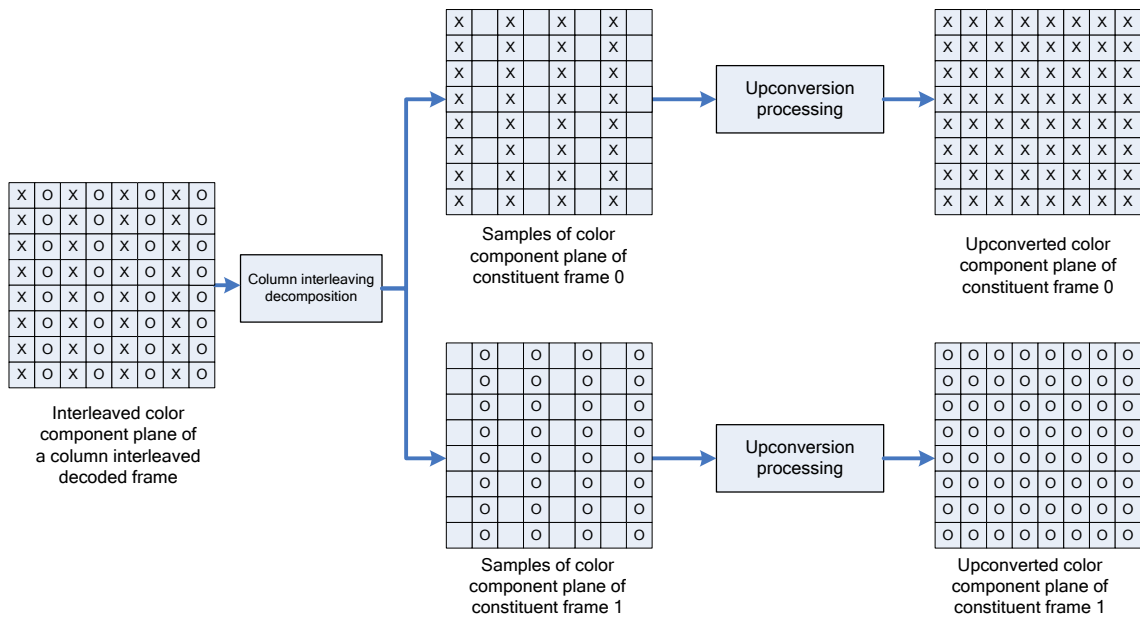 X O X O X O X O
X O X O X O X O
X O X O X O X O
X O X O X O X O
X O X O X O X O
X O X O X O X O
X O X O X O X O
X O X O X O X O
Interleaved color
component plane of
a column interleaved
decoded frame
Column interleaving
decomposition
X X X X
X X X X
X X X X
X X X X
X X X X
X X X X
X X X X
X X X X
Samples of color
component plane of
constituent frame 0
Upconversion
processing
X X X X X X X X
X X X X X X X X
X X X X X X X X
X X X X X X X X
X X X X X X X X
X X X X X X X X
X X X X X X X X
X X X X X X X X
Upconverted color
component plane of
constituent frame 0
O O O O
O O O O
O O O O
O O O O
O O O O
O O O O
O O O O
O O O O
Samples of color
component plane of
constituent frame 1
Upconversion
processing
O O O O O O O O
O O O O O O O O
O O O O O O O O
O O O O O O O O
O O O O O O O O
O O O O O O O O
O O O O O O O O
O O O O O O O O
Upconverted color
component plane of
constituent frame 1